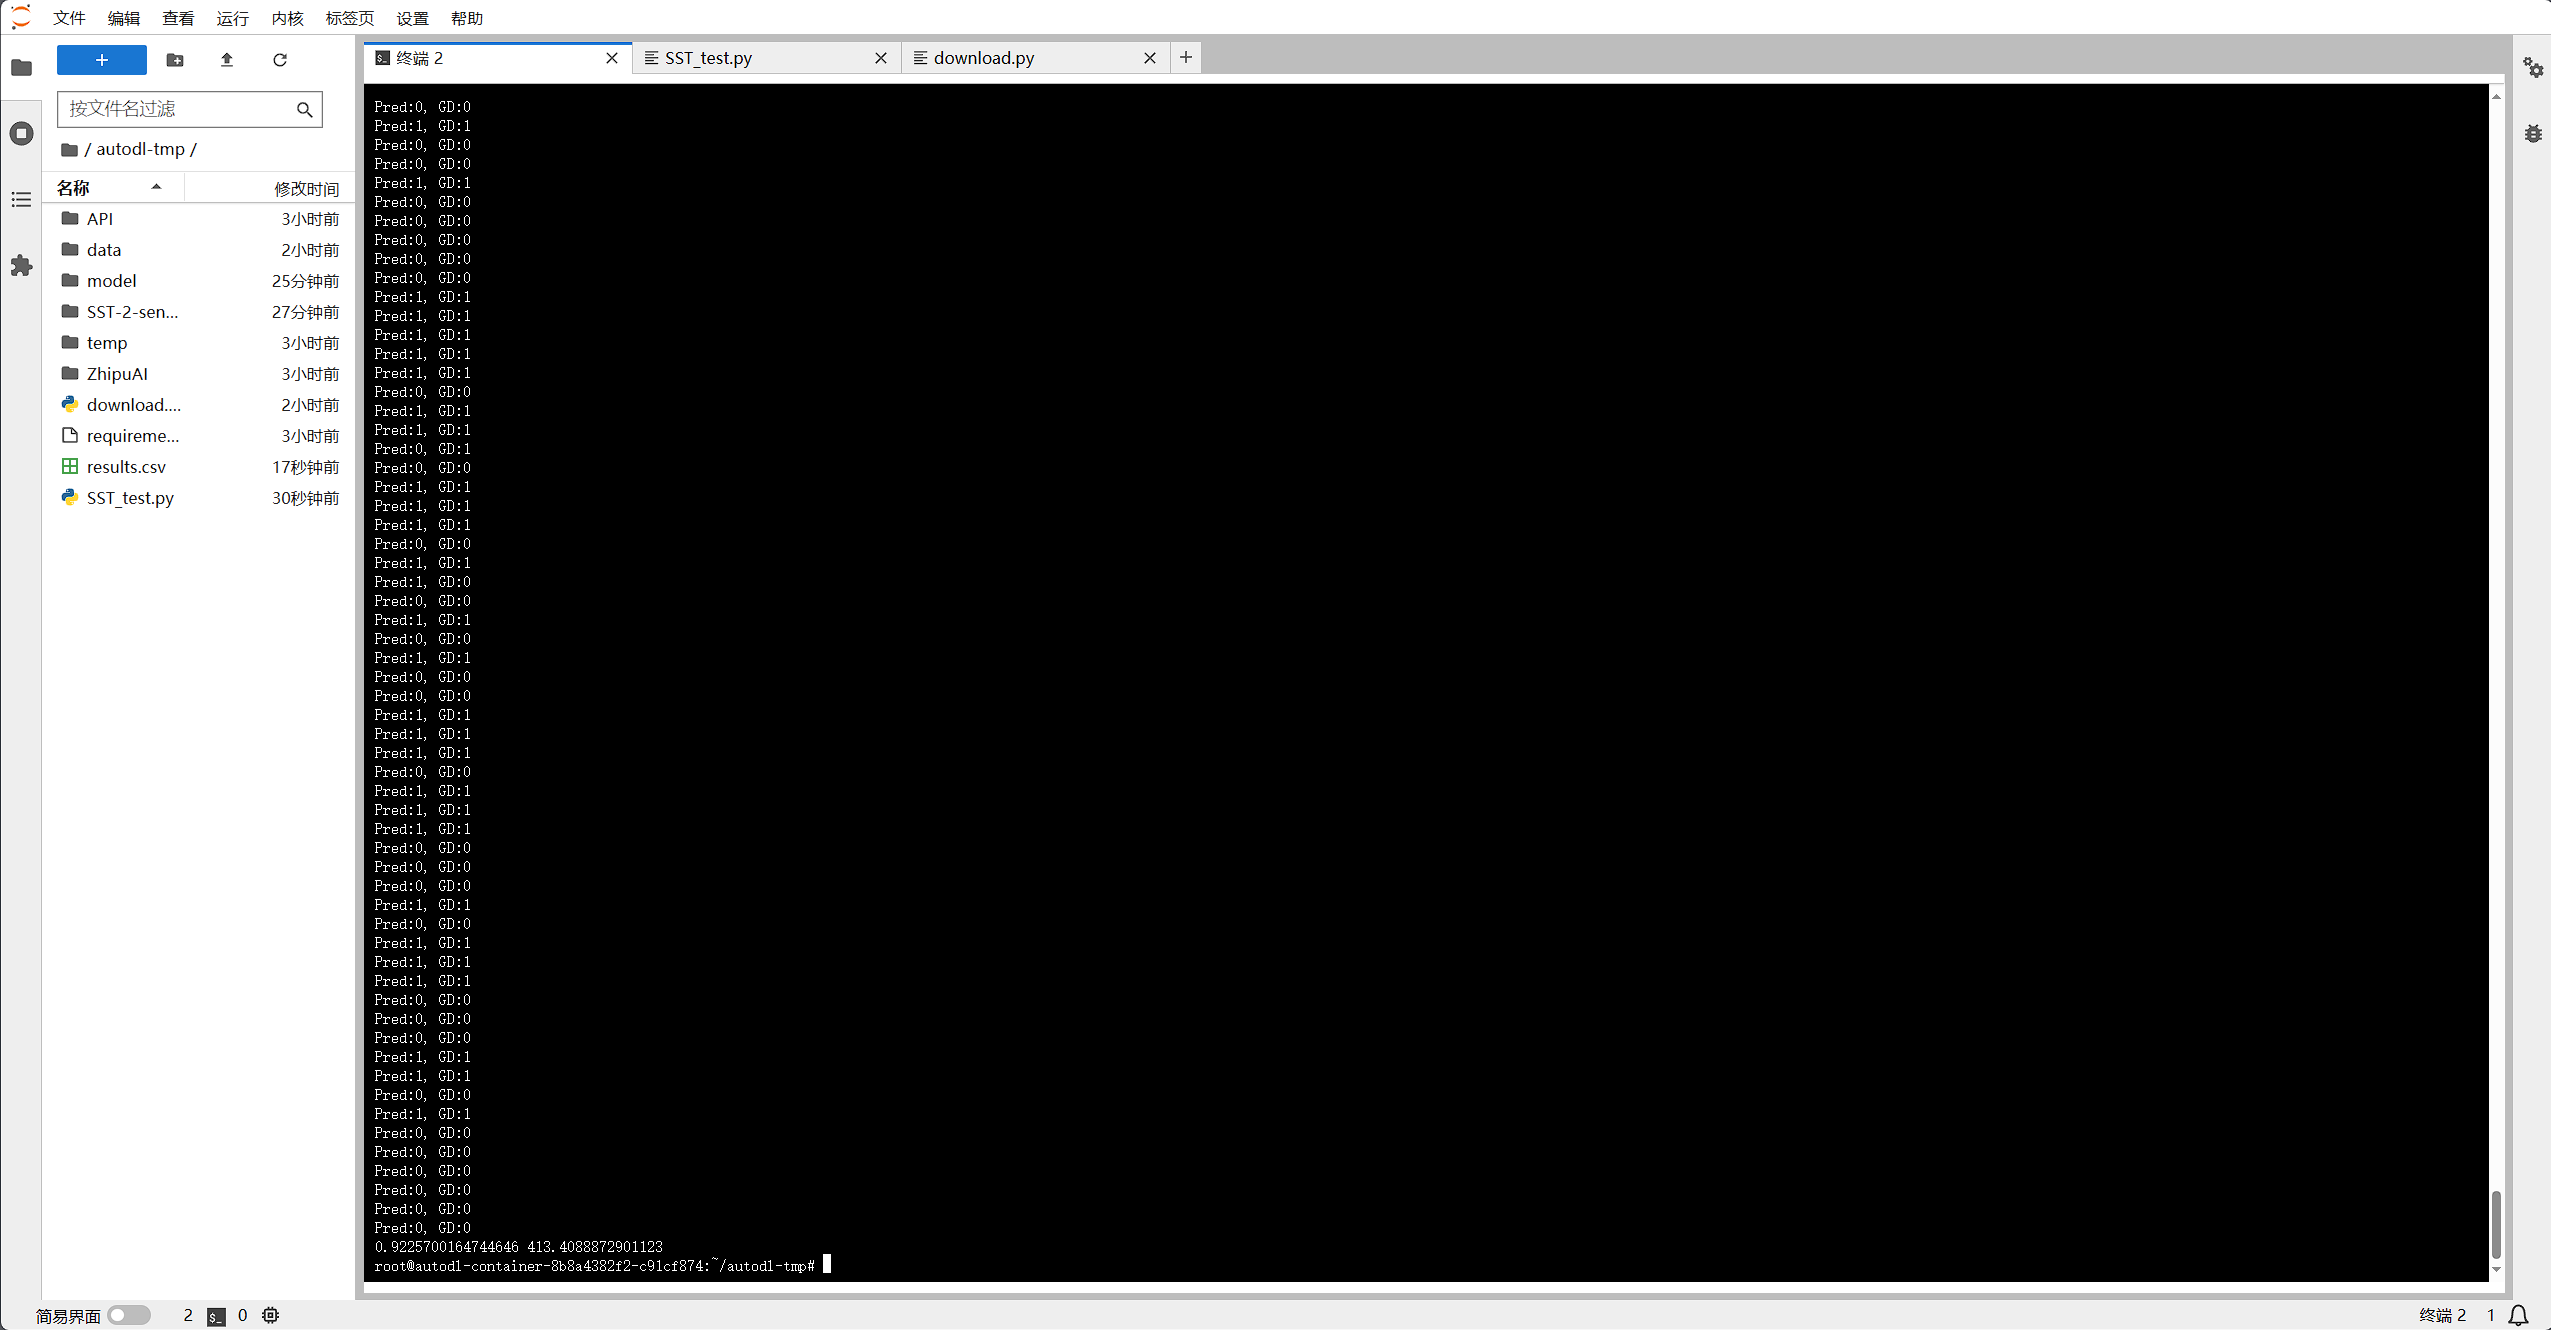 文件 编辑 查看 运行 内核 标签页 设置 帮助
+
按文件名过滤
/ autodl-tmp /
名称 修改时间
API 3小时前
data 2小时前
model 25分钟前
SST-2-sen... 27分钟前
temp 3小时前
ZhipuAI 3小时前
download.... 2小时前
requireme... 3小时前
results.csv 17秒钟前
SST_test.py 30秒钟前
终端 2 SST_test.py download.py
Pred:0, GD:0
Pred:1, GD:1
Pred:0, GD:0
Pred:0, GD:0
Pred:1, GD:1
Pred:0, GD:0
Pred:0, GD:0
Pred:0, GD:0
Pred:0, GD:0
Pred:0, GD:0
Pred:1, GD:1
Pred:1, GD:1
Pred:1, GD:1
Pred:1, GD:1
Pred:1, GD:1
Pred:0, GD:0
Pred:1, GD:1
Pred:1, GD:1
Pred:0, GD:1
Pred:0, GD:0
Pred:1, GD:1
Pred:1, GD:1
Pred:1, GD:1
Pred:0, GD:0
Pred:1, GD:1
Pred:1, GD:0
Pred:0, GD:0
Pred:1, GD:1
Pred:0, GD:0
Pred:1, GD:1
Pred:0, GD:0
Pred:0, GD:0
Pred:1, GD:1
Pred:1, GD:1
Pred:1, GD:1
Pred:0, GD:0
Pred:1, GD:1
Pred:1, GD:1
Pred:1, GD:1
Pred:0, GD:0
Pred:0, GD:0
Pred:0, GD:0
Pred:1, GD:1
Pred:0, GD:0
Pred:1, GD:1
Pred:1, GD:1
Pred:1, GD:1
Pred:0, GD:0
Pred:0, GD:0
Pred:0, GD:0
Pred:1, GD:1
Pred:1, GD:1
Pred:0, GD:0
Pred:1, GD:1
Pred:0, GD:0
Pred:0, GD:0
Pred:0, GD:0
Pred:0, GD:0
Pred:0, GD:0
Pred:0, GD:0
0.9225700164744646 413.4088872901123
root@autodl-container-8b8a4382f2-c91cf874:~/autodl-tmp#
简易界面 2 $_ 0 终端 2 1